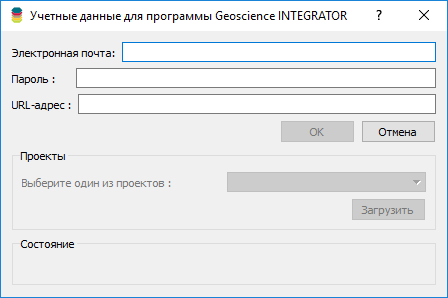 Учетные данные для программы Geoscience INTEGRATOR ? ×
Электронная почта:
Пароль :
URL-адрес :
OK Отмена
Проекты
Выберите один из проектов :
Загрузить
Состояние